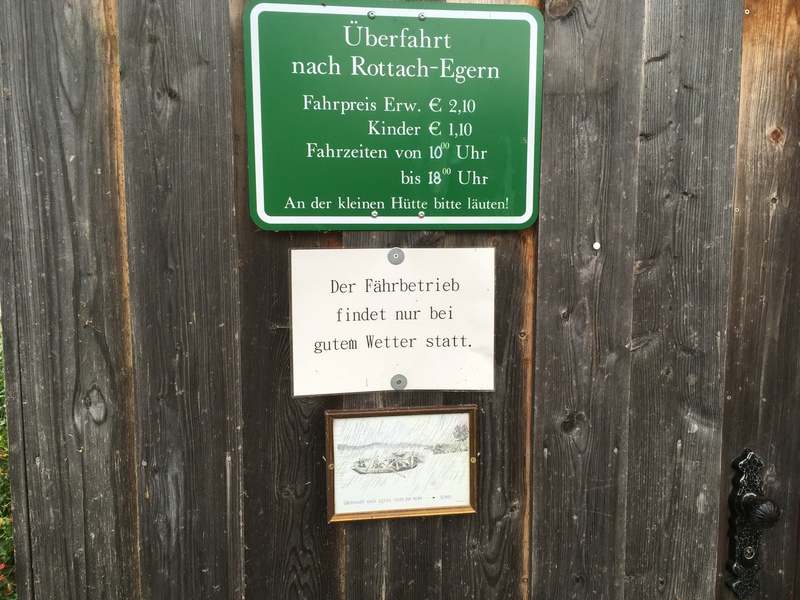 Überfahrt
nach Rottach-Egern
Fahrpreis Erw. € 2,10
Kinder € 1,10
Fahrzeiten von 10⁰⁰ Uhr
bis 18⁰⁰ Uhr
An der kleinen Hütte bitte läuten!
Der Fährbetrieb
findet nur bei
gutem Wetter statt.